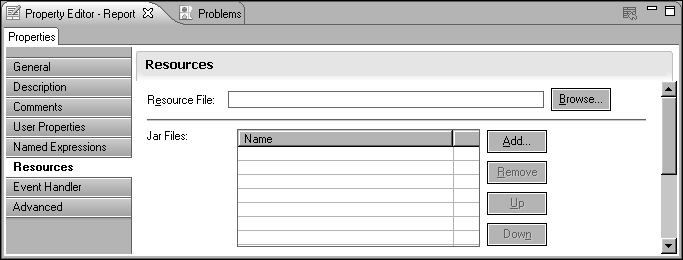 Property Editor - Report Problems
Properties
General
Description
Comments
User Properties
Named Expressions
Resources
Event Handler
Advanced
Resources
Resource File: Browse...
Jar Files: Name Add...
Remove
Up
Down